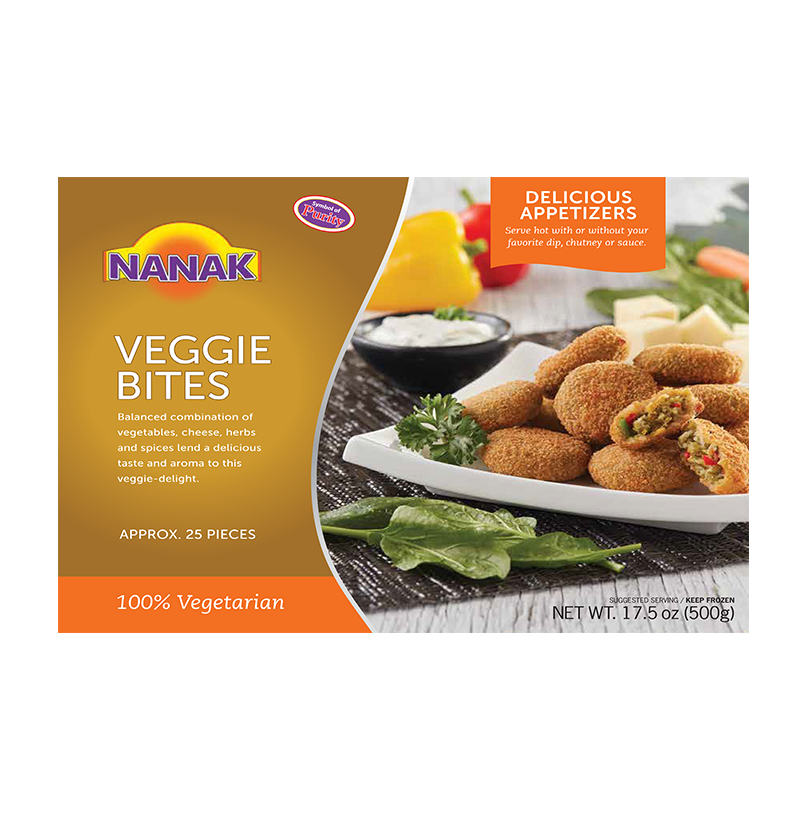 Symbol of
Purity
NANAK
VEGGIE
BITES
Balanced combination of
vegetables, cheese, herbs
and spices lend a delicious
taste and aroma to this
veggie-delight.
APPROX. 25 PIECES
100% Vegetarian
DELICIOUS
APPETIZERS
Serve hot with or without your
favorite dip, chutney or sauce.
SUGGESTED SERVING / KEEP FROZEN
NET WT. 17.5 oz (500g)